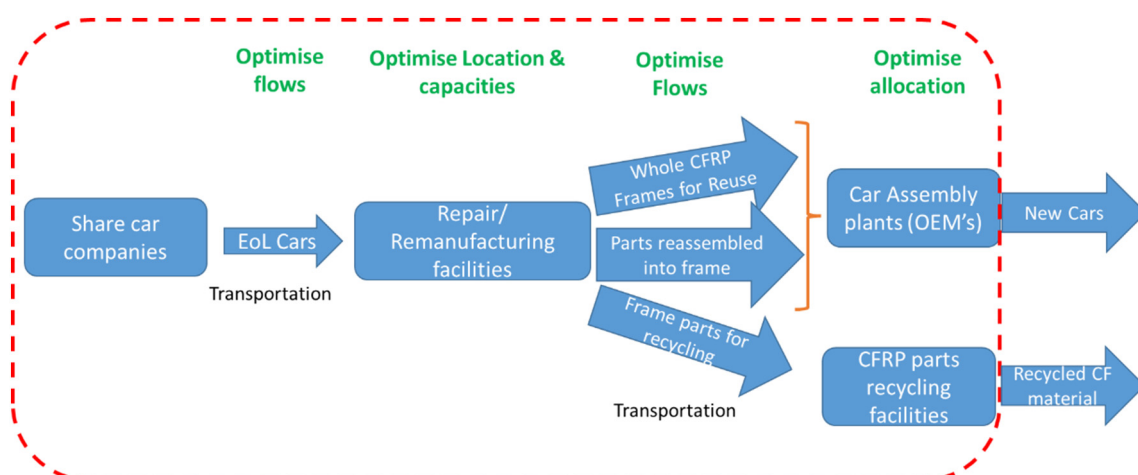 Optimise
flows
Optimise Location &
capacities
Optimise
Flows
Optimise
allocation
Share car
companies
EoL Cars
Transportation
Repair/
Remanufacturing
facilities
Whole CFRP
Frames for Reuse
Parts reassembled
into frame
Frame parts for
recycling
Transportation
Car Assembly
plants (OEM's)
New Cars
CFRP parts
recycling
facilities
Recycled CF
material